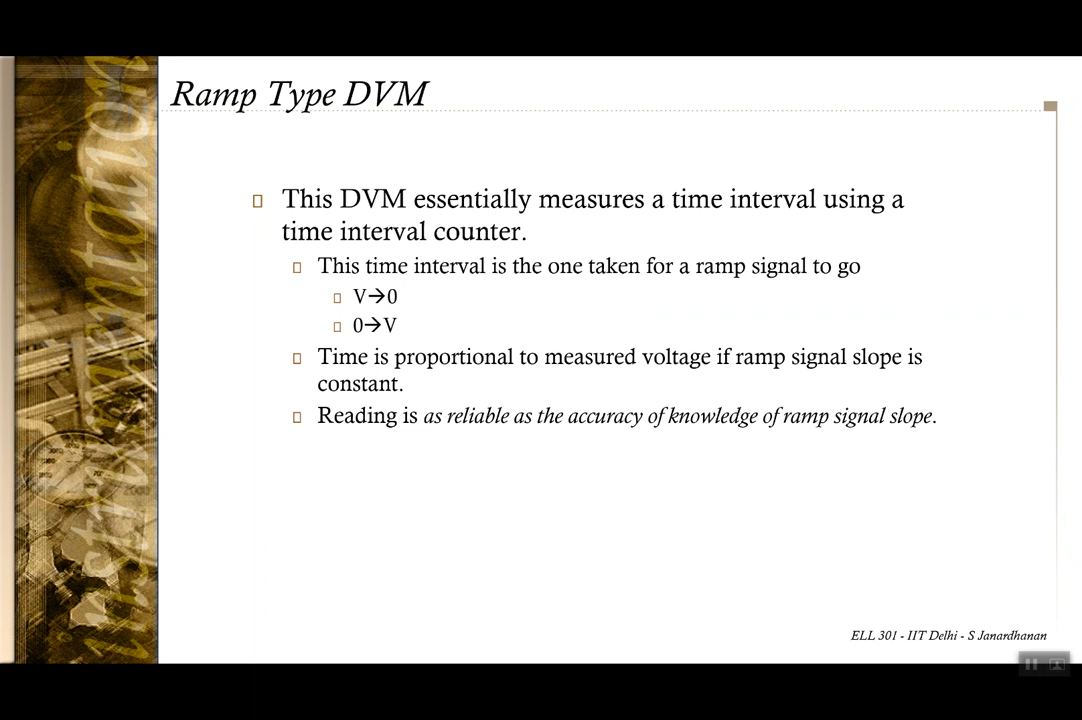 Ramp Type DVM
This DVM essentially measures a time interval using a
time interval counter.
This time interval is the one taken for a ramp signal to go
V→0
0→V
Time is proportional to measured voltage if ramp signal slope is
constant.
Reading is as reliable as the accuracy of knowledge of ramp signal slope.
ELL 301 - IIT Delhi - S Janardhanan